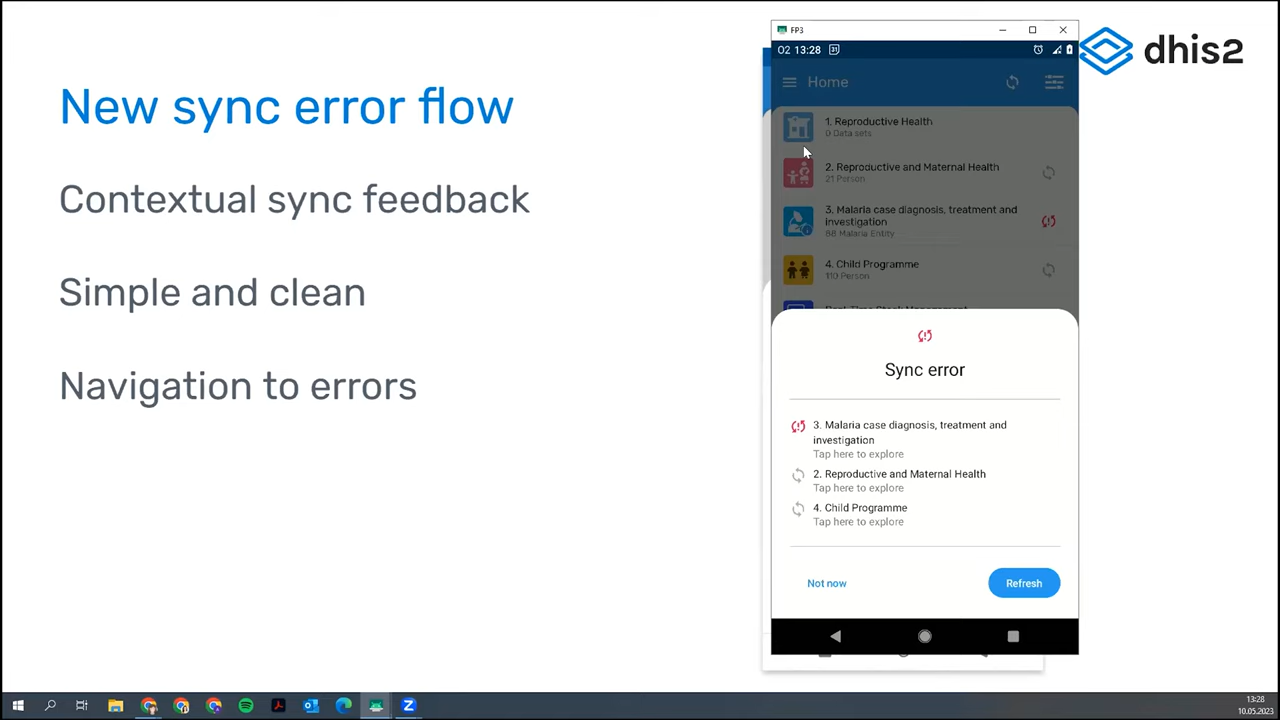 New sync error flow
Contextual sync feedback
Simple and clean
Navigation to errors
dhis2
FP3
O2 13:28
31
Home
1. Reproductive Health
0 Data sets
2. Reproductive and Maternal Health
21 Person
3. Malaria case diagnosis, treatment and
investigation
88 Malaria Entity
4. Child Programme
110 Person
Sync error
3. Malaria case diagnosis, treatment and
investigation
Tap here to explore
2. Reproductive and Maternal Health
Tap here to explore
4. Child Programme
Tap here to explore
Not now
Refresh
13:28
10.05.2023